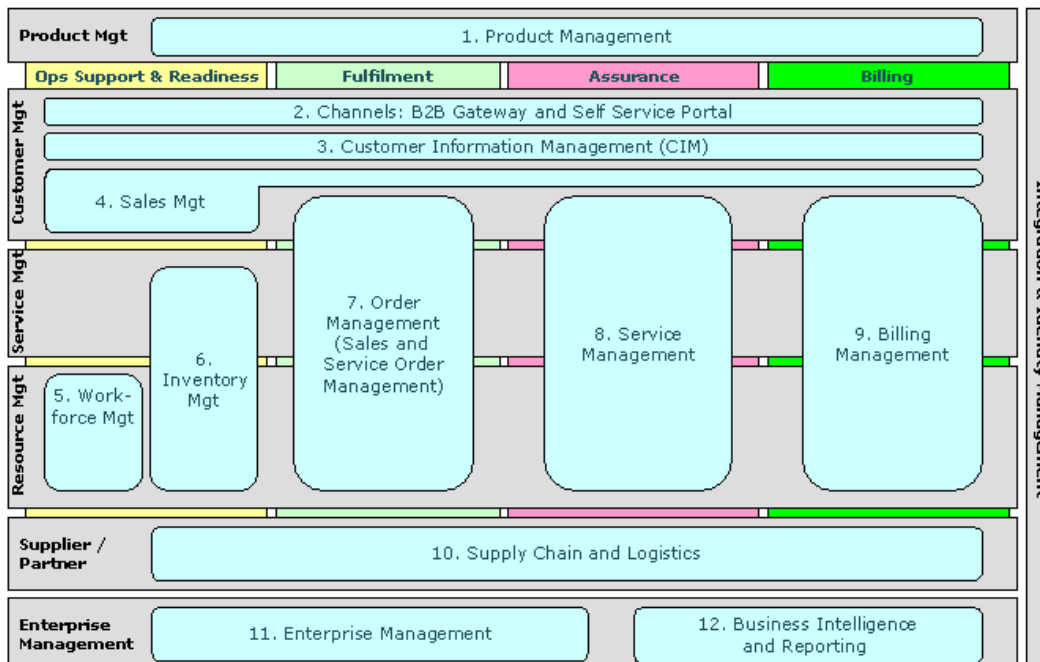 Product Mgt
1. Product Management
Ops Support & Readiness
Fulfilment
Assurance
Billing
Customer Mgt
2. Channels: B2B Gateway and Self Service Portal
3. Customer Information Management (CIM)
4. Sales Mgt
Service Mgt
Resource Mgt
5. Work-
force Mgt
6.
Inventory
Mgt
7. Order
Management
(Sales and
Service Order
Management)
8. Service
Management
9. Billing
Management
Supplier /
Partner
10. Supply Chain and Logistics
Enterprise
Management
11. Enterprise Management
12. Business Intelligence
and Reporting
Integration & Identity Management